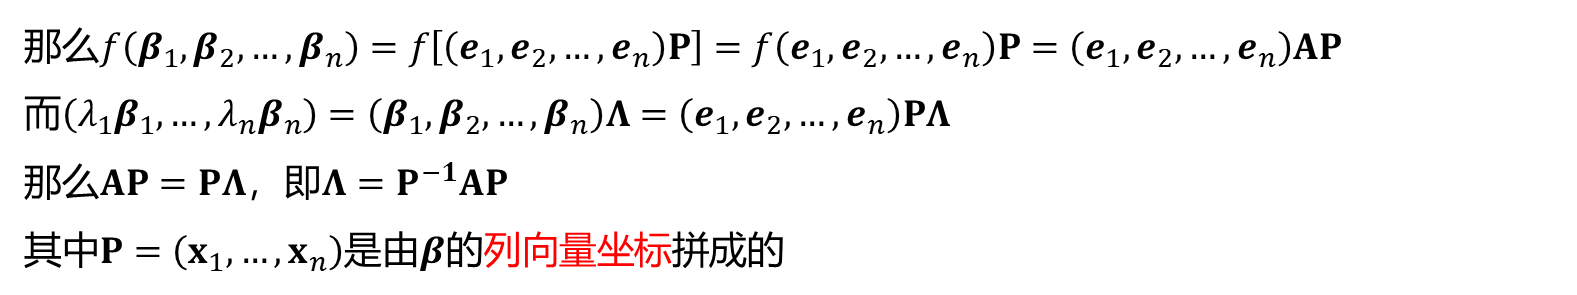 那么f(β₁,β₂,…,βₙ) = f[(e₁,e₂,…,eₙ)P] = f(e₁,e₂,…,eₙ)P = (e₁,e₂,…,eₙ)AP
而(λ₁β₁,…,λₙβₙ) = (β₁,β₂,…,βₙ)Λ = (e₁,e₂,…,eₙ)PΛ
那么AP = PΛ，即Λ = P⁻¹AP
其中P = (x₁,…,xₙ)是由β的列向量坐标拼成的